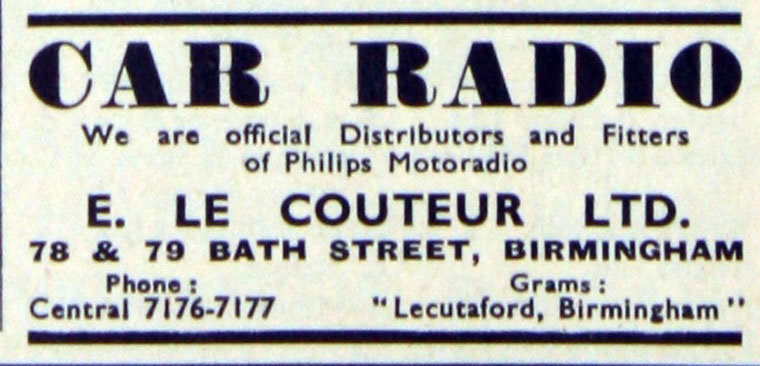 CAR RADIO
We are official Distributors and Fitters
of Philips Motoradio
E. LE COUTEUR LTD.
78 & 79 BATH STREET, BIRMINGHAM
Phone : Grams :
Central 7176-7177 "Lecutaford, Birmingham"